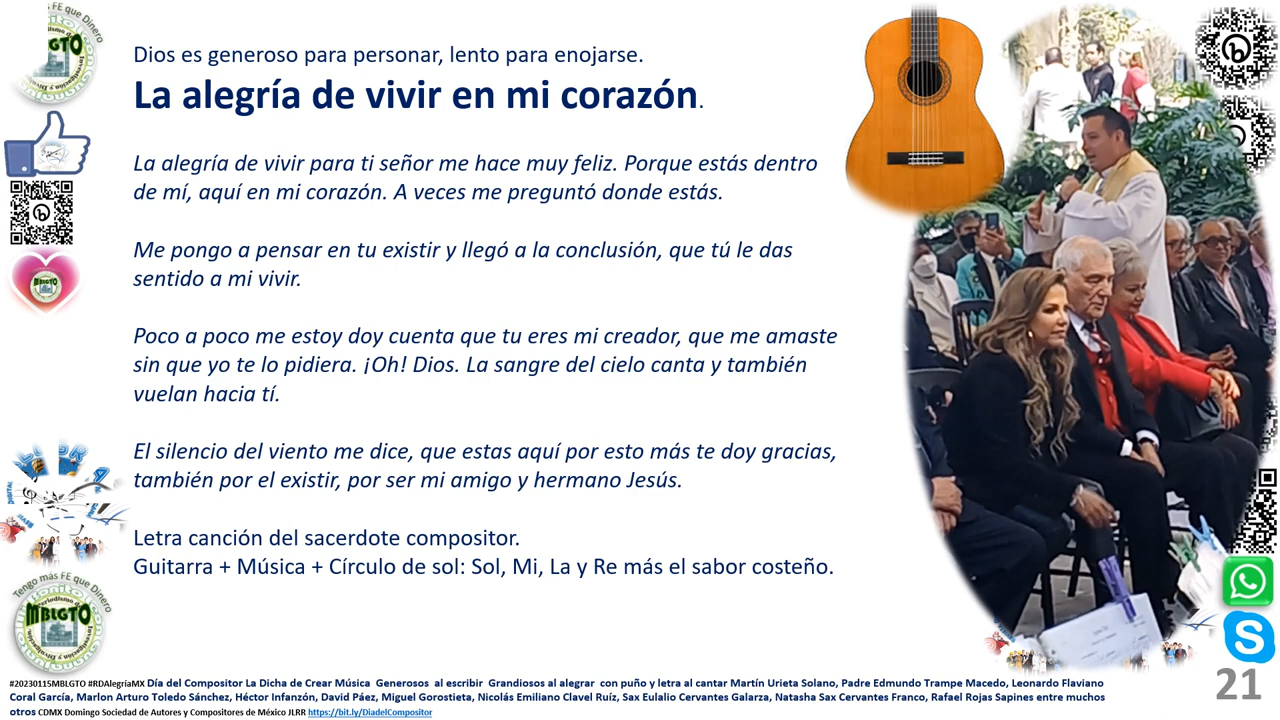 Más FE que Dinero
MBLGTO
Dios es generoso para personar, lento para enojarse.
La alegría de vivir en mi corazón.
La alegría de vivir para ti señor me hace muy feliz. Porque estás dentro
de mí, aquí en mi corazón. A veces me preguntó donde estás.
Me pongo a pensar en tu existir y llegó a la conclusión, que tú le das
sentido a mi vivir.
Poco a poco me estoy doy cuenta que tu eres mi creador, que me amaste
sin que yo te lo pidiera. ¡Oh! Dios. La sangre del cielo canta y también
vuelan hacia tí.
El silencio del viento me dice, que estas aquí por esto más te doy gracias,
también por el existir, por ser mi amigo y hermano Jesús.
Letra canción del sacerdote compositor.
Guitarra + Música + Círculo de sol: Sol, Mi, La y Re más el sabor costeño.
MBLGTO
Tengo más FE que Dinero
MBLGTO
21
#20230115MBLGTO #RDAlegríaMX Día del Compositor La Dicha de Crear Música Generosos al escribir Grandiosos al alegrar con puño y letra al cantar Martín Urieta Solano, Padre Edmundo Trampe Macedo, Leonardo Flaviano
Coral García, Marlon Arturo Toledo Sánchez, Héctor Infanzón, David Páez, Miguel Gorostieta, Nicolás Emiliano Clavel Ruíz, Sax Eulalio Cervantes Galarza, Natasha Sax Cervantes Franco, Rafael Rojas Sapines entre muchos
otros CDMX Domingo Sociedad de Autores y Compositores de México JLRR https://bit.ly/DiadelCompositor